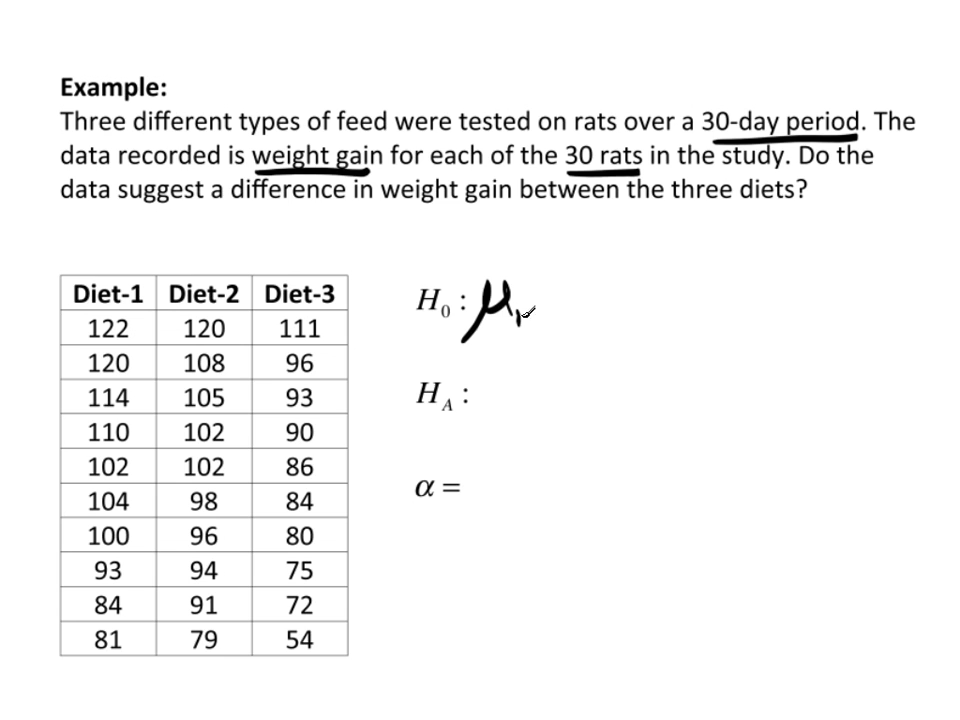 Example:
Three different types of feed were tested on rats over a 30-day period. The
data recorded is weight gain for each of the 30 rats in the study. Do the
data suggest a difference in weight gain between the three diets?
Diet-1 Diet-2 Diet-3
122 120 111
120 108 96
114 105 93
110 102 90
102 102 86
104 98 84
100 96 80
93 94 75
84 91 72
81 79 54
H₀ : μ
H_A :
α =